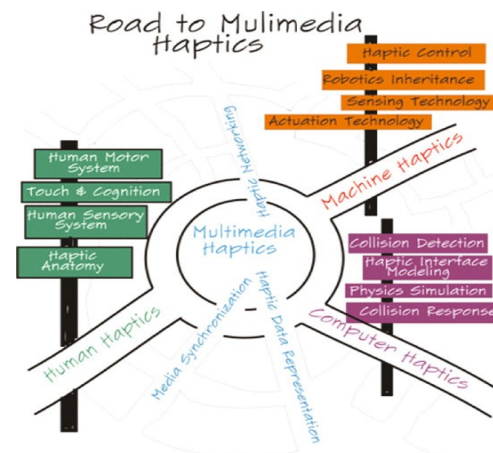 Road to Mulimedia
Haptics
Haptic Control
Robotics Inheritance
Sensing Technology
Actuation Technology
Haptic Networking
Machine Haptics
Human Motor
System
Touch & Cognition
Human Sensory
System
Haptic
Anatomy
Multimedia
Haptics
Collision Detection
Haptic Interface
Modeling
Physics Simulation
Collision Response
Human Haptics
Media Synchronization
Haptic Data Representation
Computer Haptics